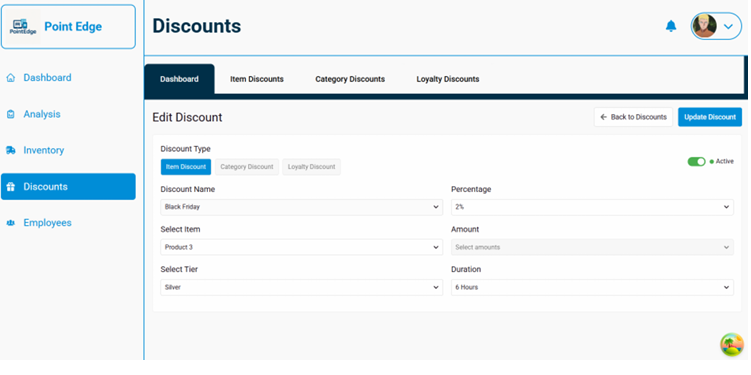 PointEdge
Point Edge
Dashboard
Analysis
Inventory
Discounts
Employees
Discounts
Dashboard Item Discounts Category Discounts Loyalty Discounts
Edit Discount
Back to Discounts
Update Discount
Discount Type
Item Discount Category Discount Loyalty Discount
Active
Discount Name
Black Friday
Percentage
2%
Select Item
Product 3
Amount
Select amounts
Select Tier
Silver
Duration
6 Hours